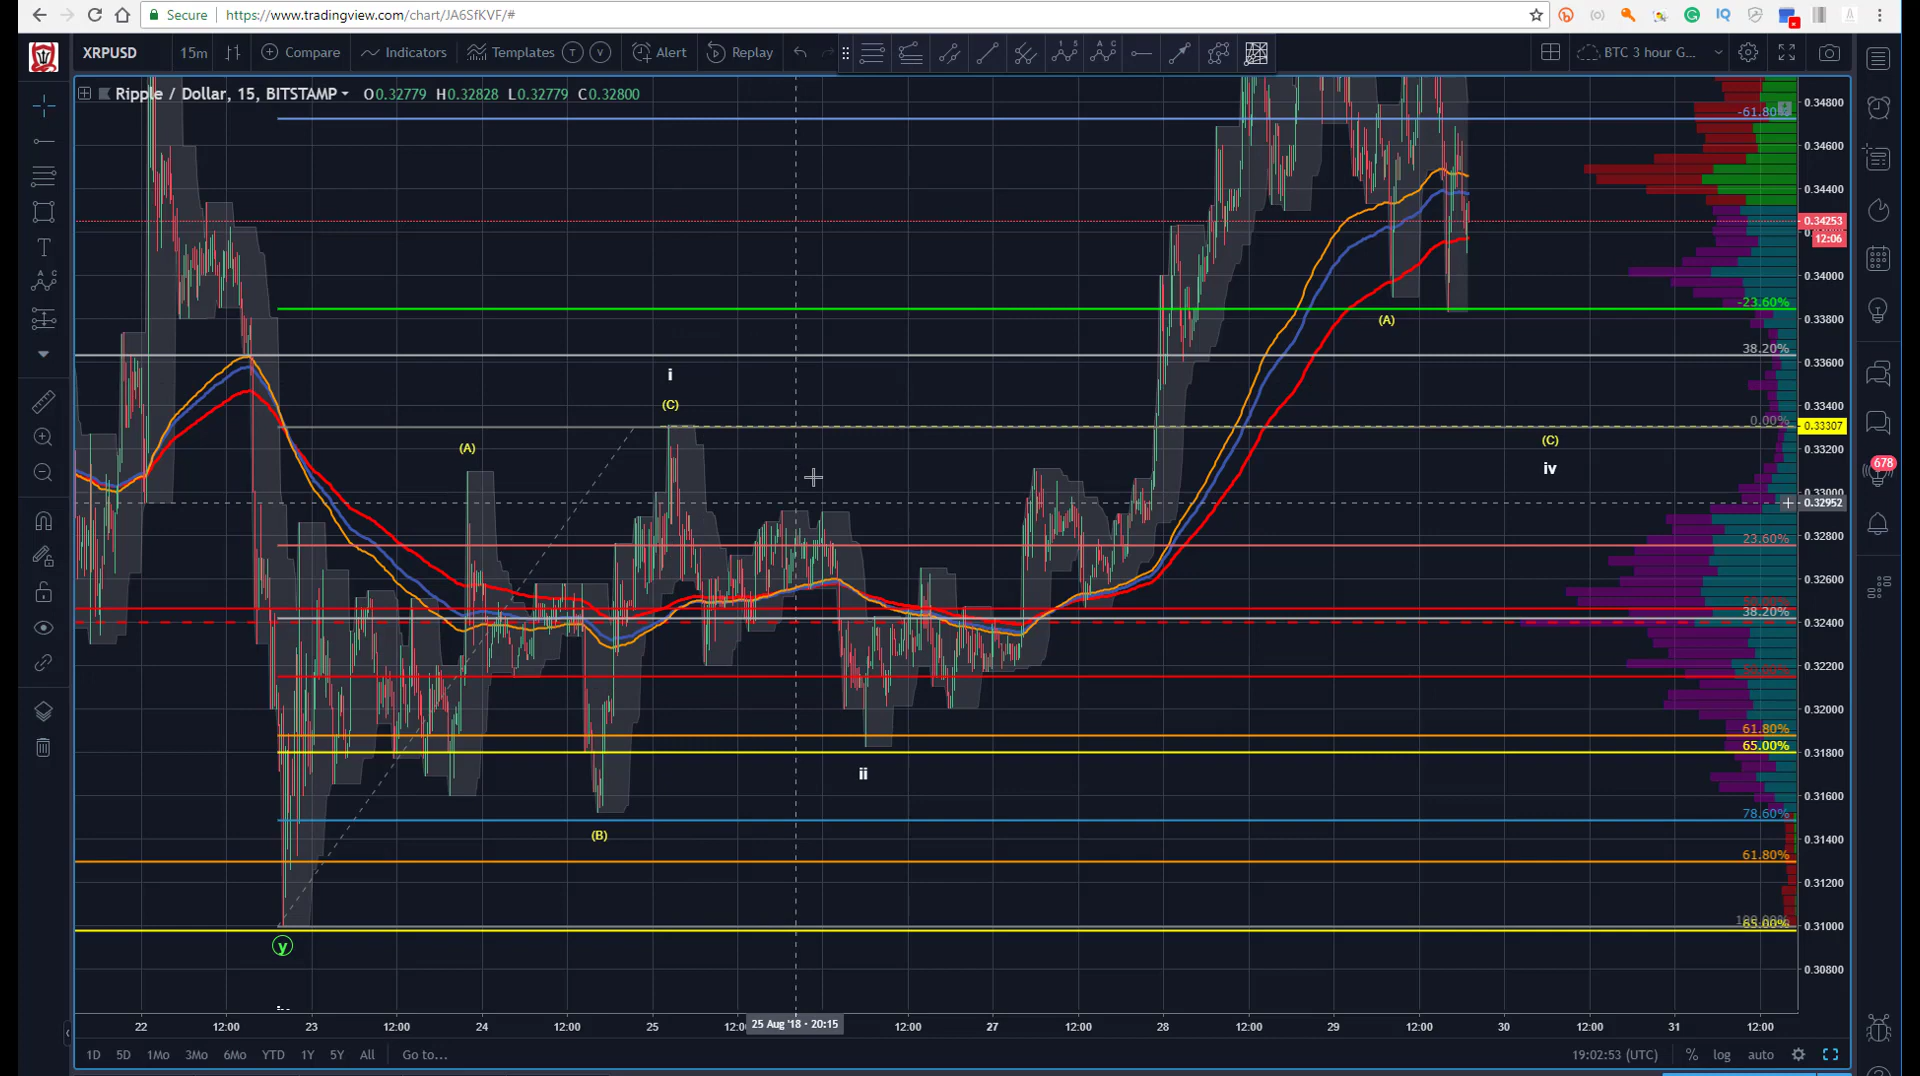 Secure https://www.tradingview.com/chart/JA6SfKVF/#
XRPUSD 15m Compare Indicators Templates T V Alert Replay BTC 3 hour G...
Ripple / Dollar, 15, BITSTAMP O0.32779 H0.32828 L0.32779 C0.32800
0.34800
-61.80%
0.34600
0.34400
0.34253
12:06
0.34000
-23.60%
0.33800
(A)
38.20%
0.33600
i
(C)
0.33400
0.00%
0.33307
(A)
(C)
0.33200
iv
0.33000
0.32952
678
23.60%
0.32800
0.32600
50.00%
38.20%
0.32400
0.32200
50.00%
0.32000
61.80%
65.00%
0.31800
ii
0.31600
78.60%
(B)
0.31400
61.80%
0.31200
65.00%
0.31000
y
0.30800
22 12:00 23 12:00 24 12:00 25 25 Aug '18 - 20:15 12:00 27 12:00 28 12:00 29 12:00 30 12:00 31 12:00
1D 5D 1Mo 3Mo 6Mo YTD 1Y 5Y All Go to... 19:02:53 (UTC) % log auto